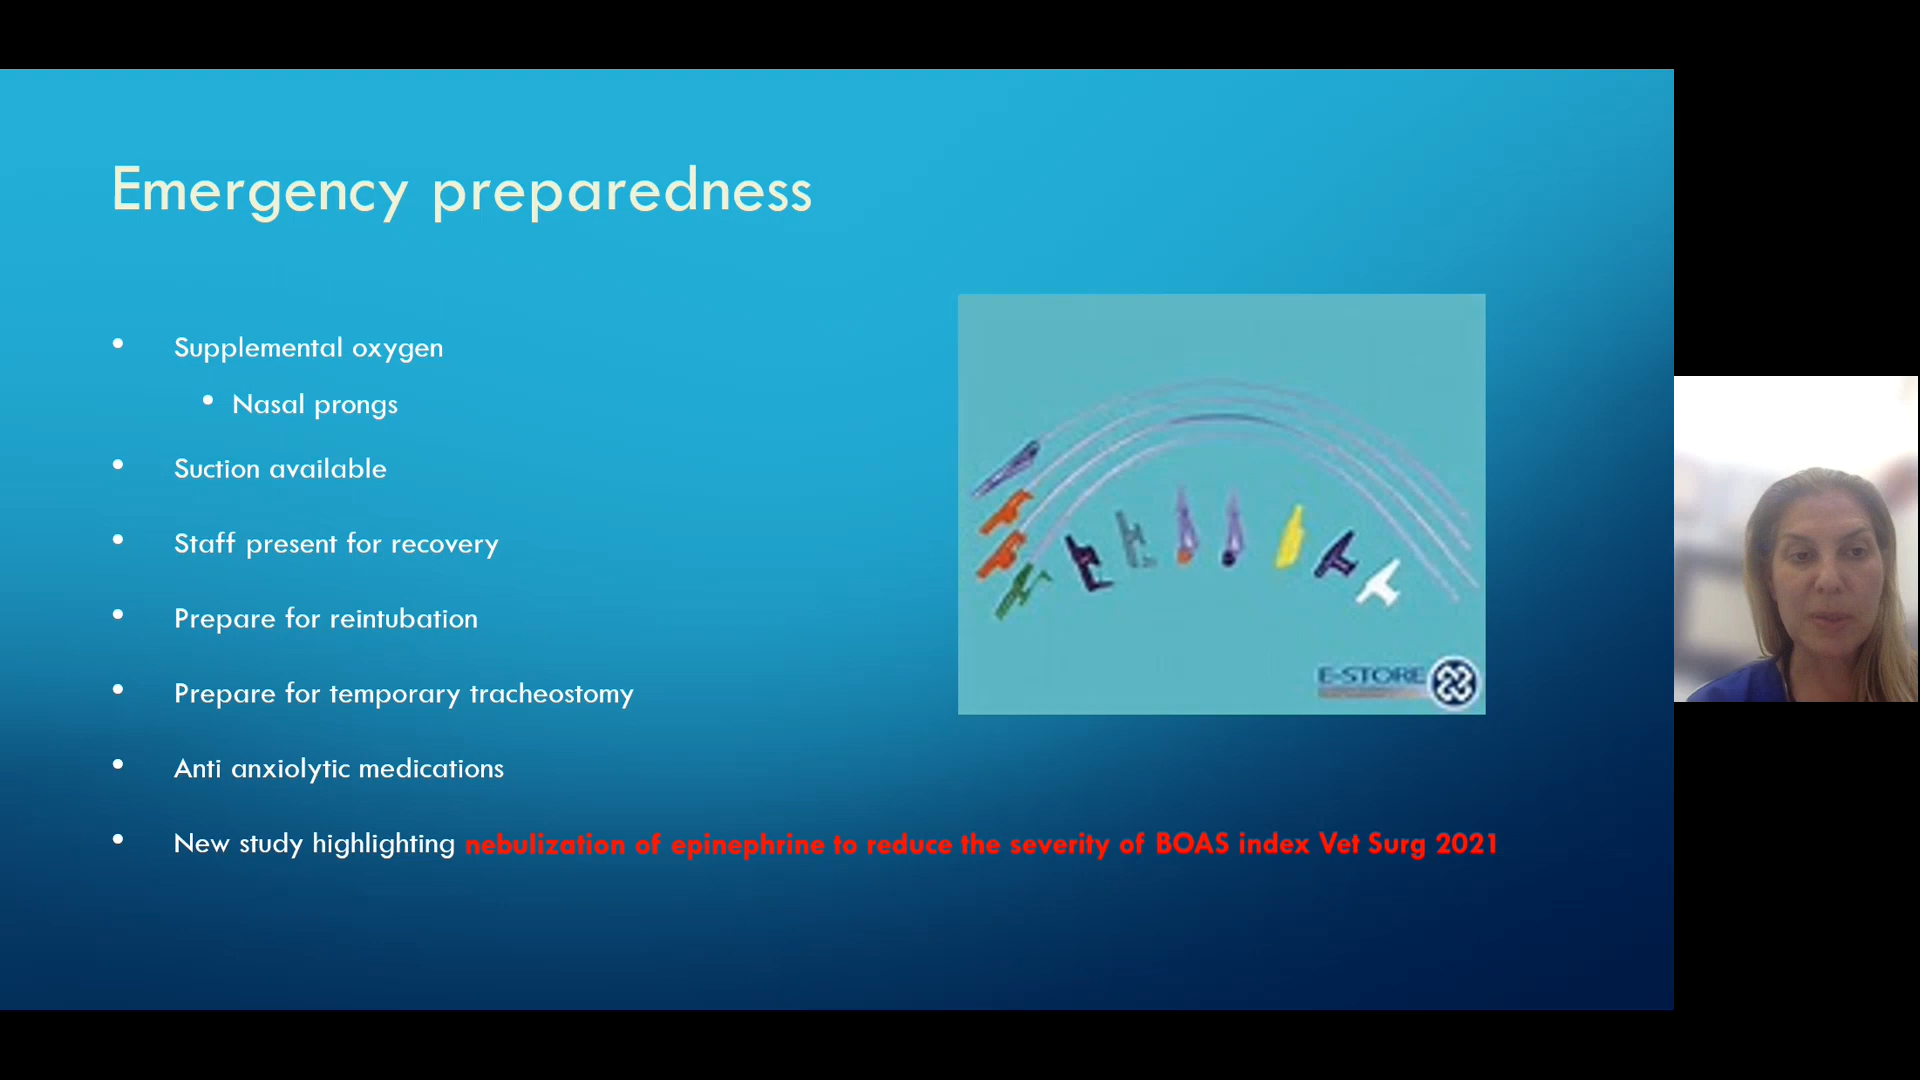 Emergency preparedness
• Supplemental oxygen
• Nasal prongs
• Suction available
• Staff present for recovery
• Prepare for reintubation
• Prepare for temporary tracheostomy
• Anti anxiolytic medications
• New study highlighting nebulization of epinephrine to reduce the severity of BOAS index Vet Surg 2021
E-STORE